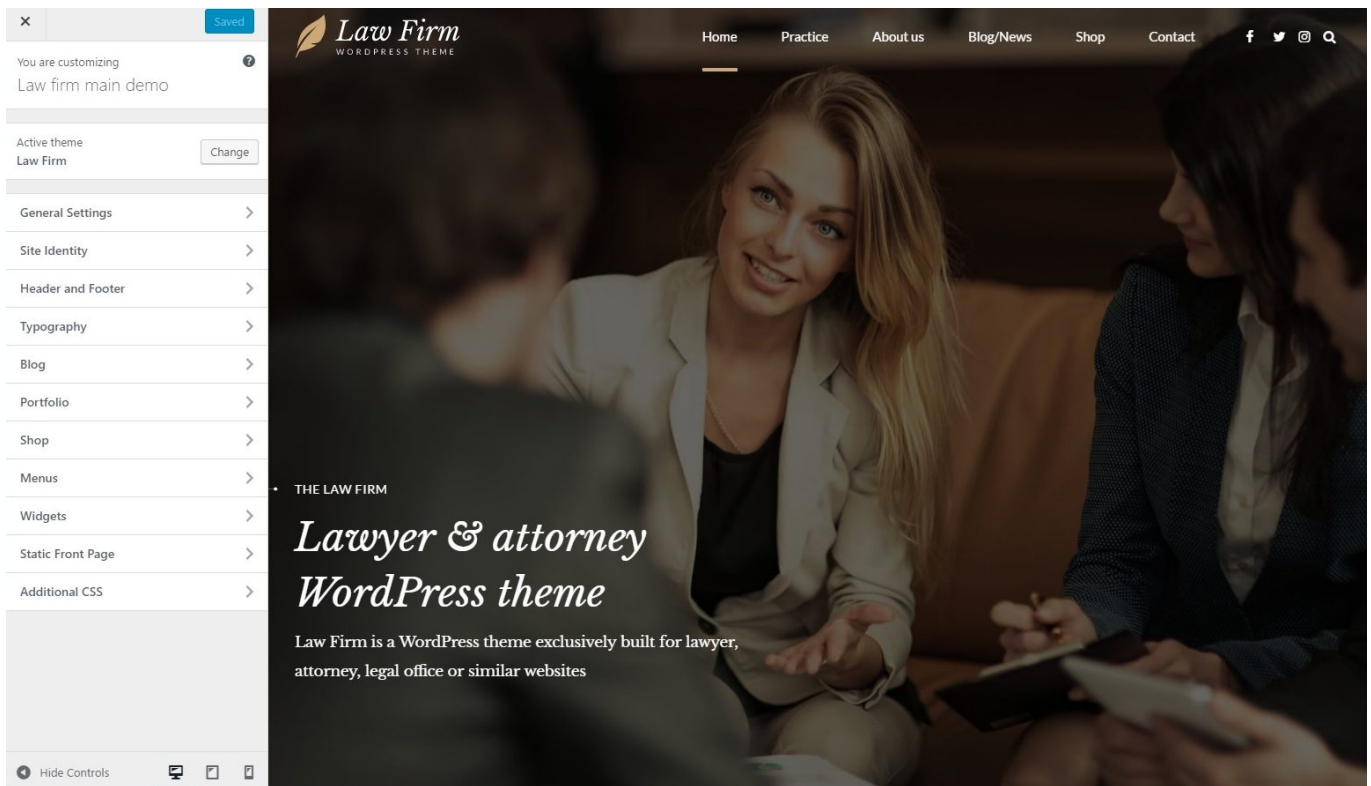 Saved
You are customizing
Law firm main demo
Active theme
Law Firm
Change
General Settings
Site Identity
Header and Footer
Typography
Blog
Portfolio
Shop
Menus
Widgets
Static Front Page
Additional CSS
Hide Controls
Law Firm
WORDPRESS THEME
Home Practice About us Blog/News Shop Contact
THE LAW FIRM
Lawyer & attorney
WordPress theme
Law Firm is a WordPress theme exclusively built for lawyer,
attorney, legal office or similar websites